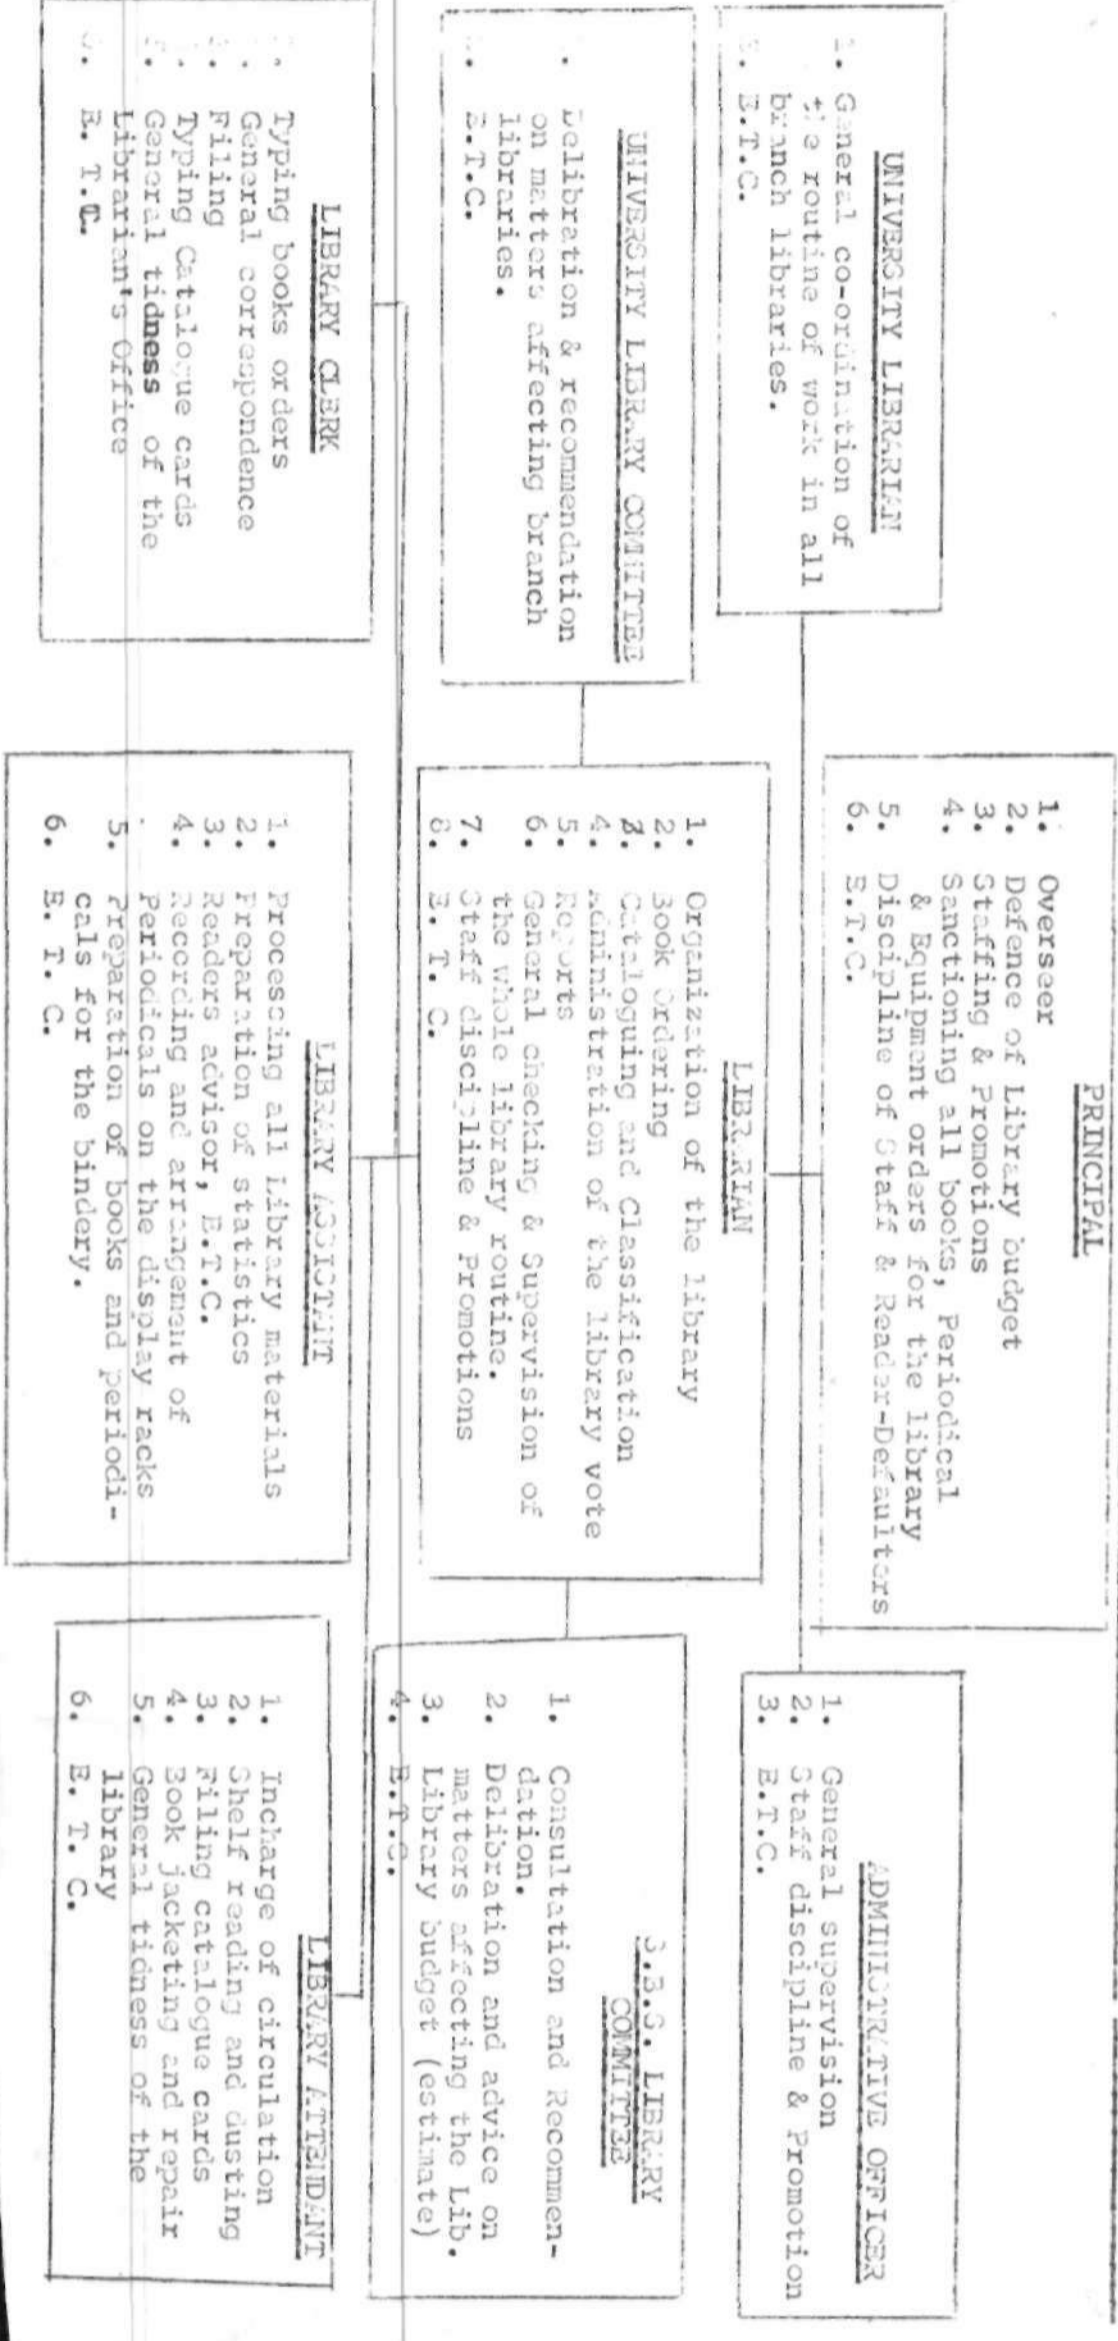 PRINCIPAL
1. Overseer
2. Defence of Library budget
3. Staffing & Promotions
4. Sanctioning all books, Periodical
& Equipment orders for the library
5. Discipline of Staff & Reader-Defaultors
6. E.T.C.
UNIVERSITY LIBRARIAN
1. General co-ordination of
the routine of work in all
branch libraries.
E.T.C.
ADMINISTRATIVE OFFICER
1. General supervision
2. Staff discipline & Promotion
3. E.T.C.
UNIVERSITY LIBRARY COMMITTEE
Delibration & recommendation
on matters affecting branch
libraries.
E.T.C.
LIBRARIAN
1. Organization of the library
2. Book Ordering
3. Cataloguing and Classification
4. Administration of the library vote
5. Reports
6. General checking & Supervision of
the whole library routine.
7. Staff discipline & Promotions
8. E. T. C.
S.B.S. LIBRARY
COMMITTEE
1. Consultation and Recommen-
dation.
2. Delibration and advice on
matters affecting the Lib.
3. Library budget (estimate)
4. E.T.C.
LIBRARY CLERK
Typing books orders
General correspondence
Filing
Typing Catalogue cards
General tidness of the
Librarian's Office
E. T.C.
LIBRARY ASSISTANT
1. Processing all Library materials
2. Preparation of statistics
3. Readers advisor, E.T.C.
4. Recording and arrangement of
Periodicals on the display racks
5. Preparation of books and periodi-
cals for the bindery.
6. E. T. C.
LIBRARY ATTENDANT
1. Incharge of circulation
2. Shelf reading and dusting
3. Filing catalogue cards
4. Book jacketing and repair
5. General tidness of the
library
6. E. T. C.